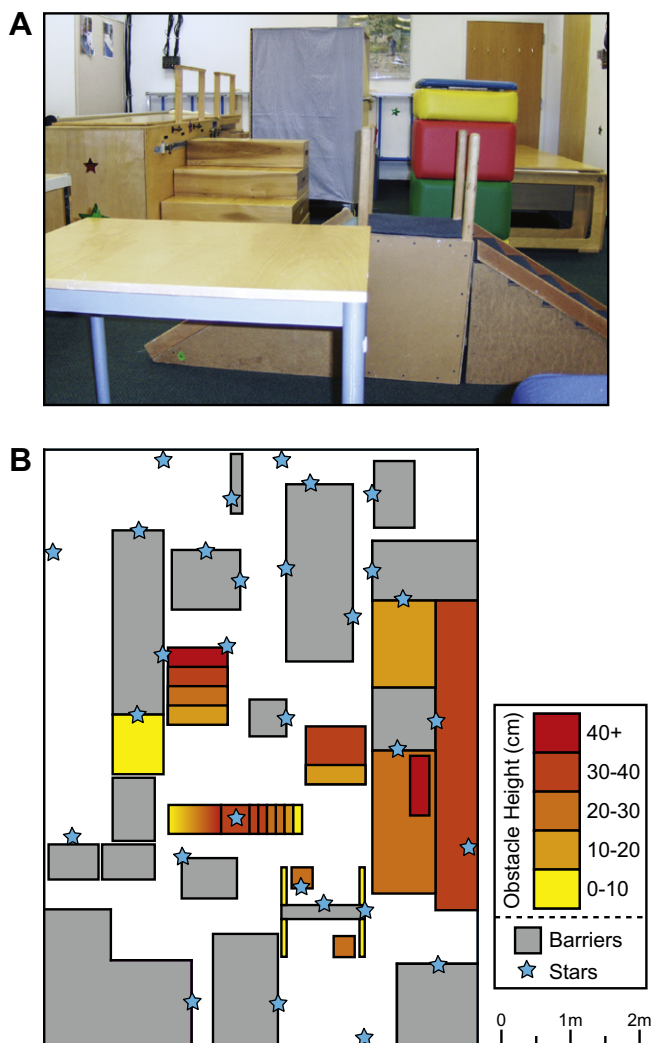 A
B
Obstacle Height (cm)
40+
30-40
20-30
10-20
0-10
Barriers
Stars
0 1m 2m